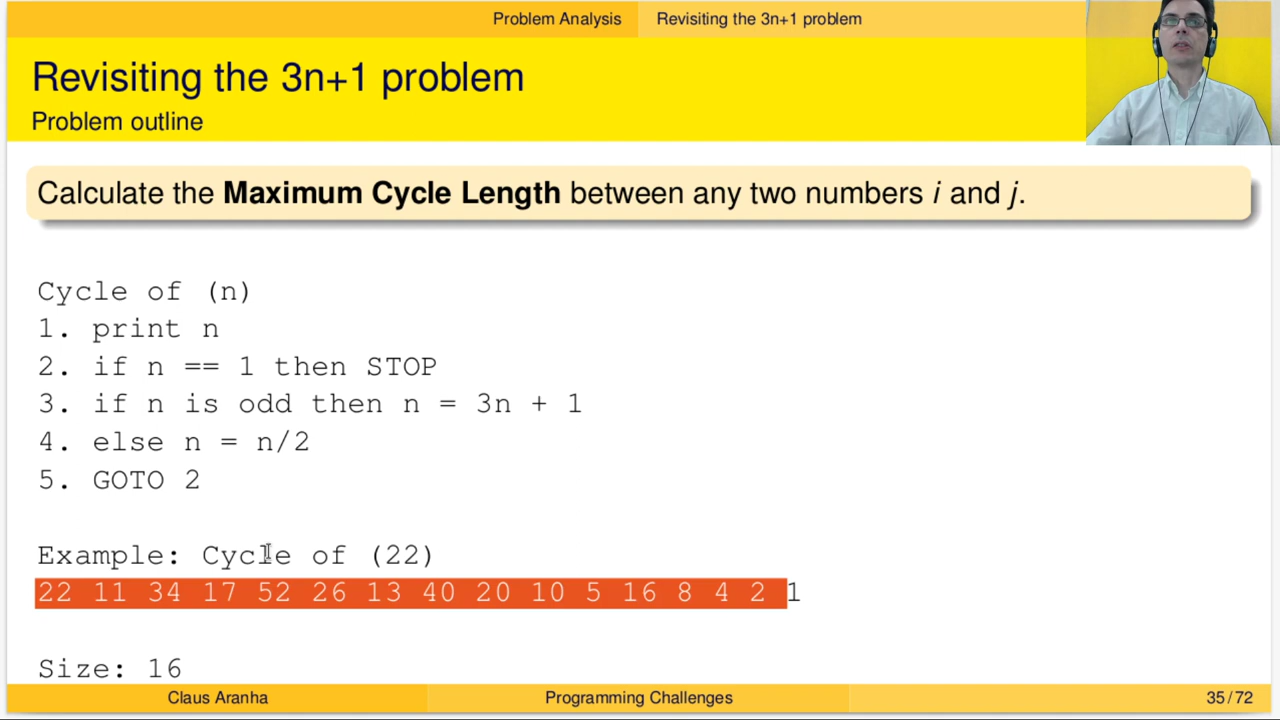 Problem Analysis Revisiting the 3n+1 problem
Revisiting the 3n+1 problem
Problem outline
Calculate the Maximum Cycle Length between any two numbers i and j.
Cycle of (n)
1. print n
2. if n == 1 then STOP
3. if n is odd then n = 3n + 1
4. else n = n/2
5. GOTO 2
Example: Cycle of (22)
22 11 34 17 52 26 13 40 20 10 5 16 8 4 2 1
Size: 16
Claus Aranha Programming Challenges 35/72